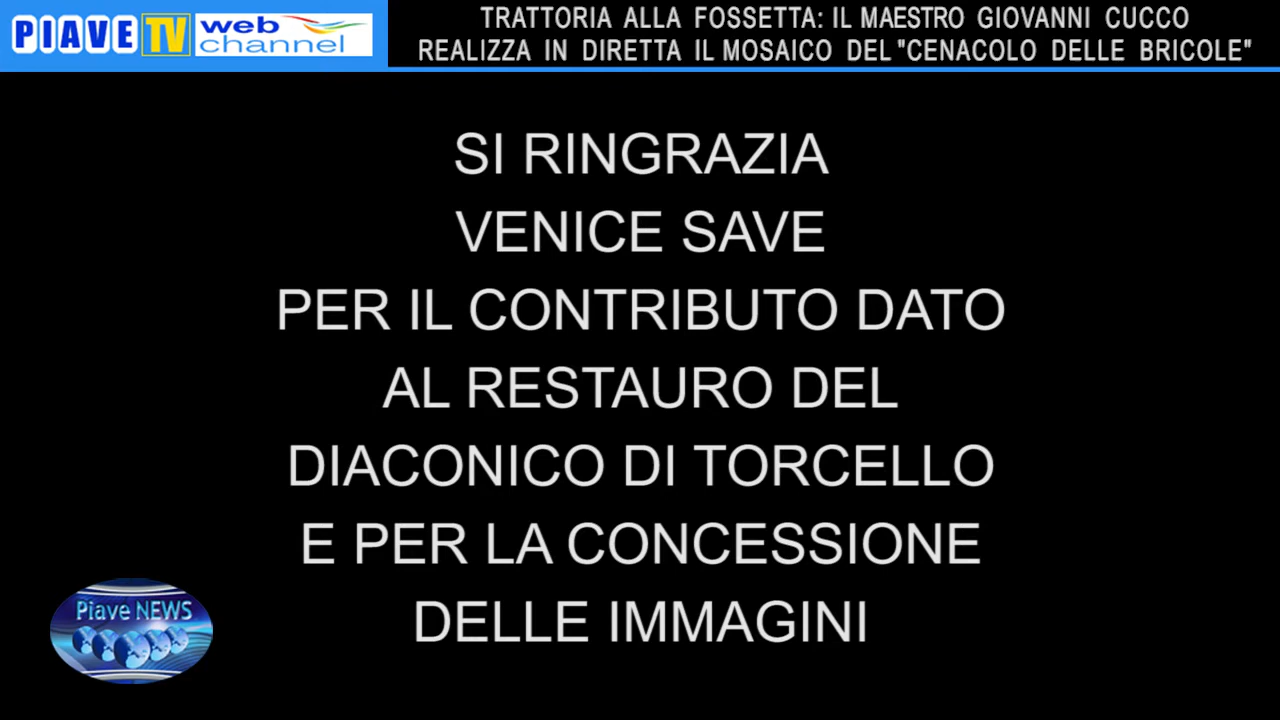 PIAVE TV web channel
TRATTORIA ALLA FOSSETTA: IL MAESTRO GIOVANNI CUCCO
REALIZZA IN DIRETTA IL MOSAICO DEL "CENACOLO DELLE BRICOLE"
SI RINGRAZIA
VENICE SAVE
PER IL CONTRIBUTO DATO
AL RESTAURO DEL
DIACONICO DI TORCELLO
E PER LA CONCESSIONE
DELLE IMMAGINI
Piave NEWS